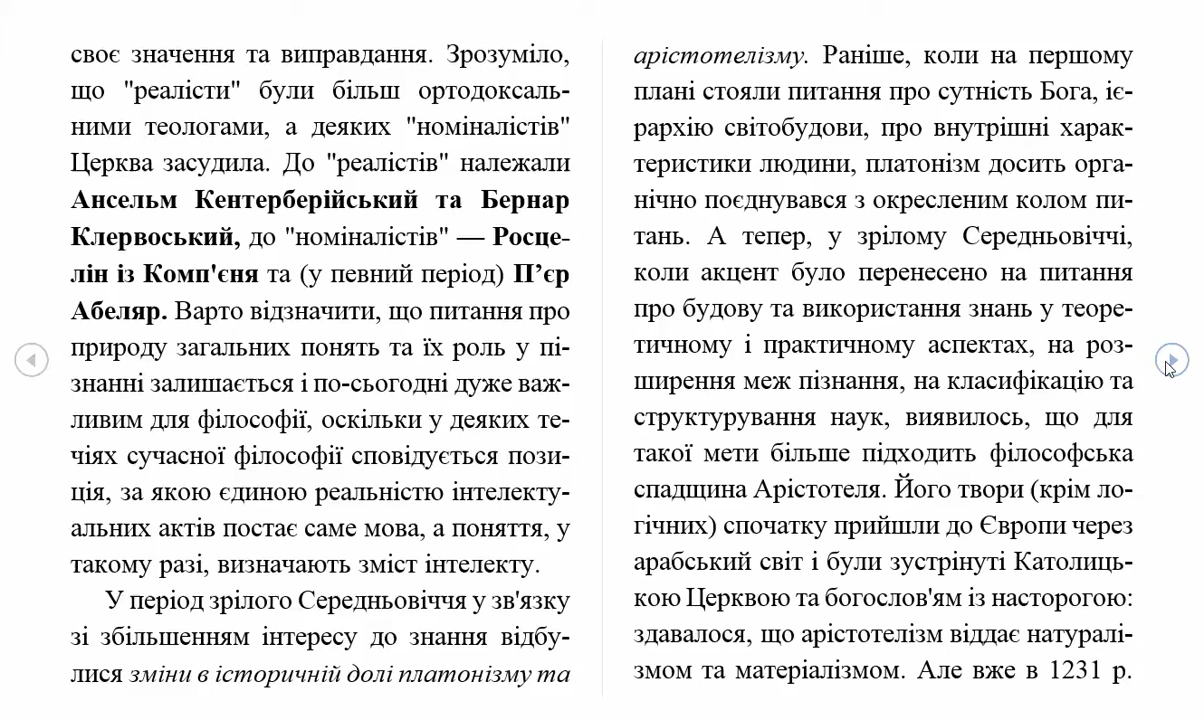 своє значення та виправдання. Зрозуміло,
що "реалісти" були більш ортодоксаль-
ними теологами, а деяких "номіналістів"
Церква засудила. До "реалістів" належали
Ансельм Кентерберійський та Бернар
Клервоський, до "номіналістів" — Росце-
лін із Комп'єня та (у певний період) П’єр
Абеляр. Варто відзначити, що питання про
природу загальних понять та їх роль у пі-
знанні залишається і по-сьогодні дуже важ-
ливим для філософії, оскільки у деяких те-
чіях сучасної філософії сповідується пози-
ція, за якою єдиною реальністю інтелекту-
альних актів постає саме мова, а поняття, у
такому разі, визначають зміст інтелекту.
У період зрілого Середньовіччя у зв'язку
зі збільшенням інтересу до знання відбу-
лися зміни в історичній долі платонізму та
арістотелізму. Раніше, коли на першому
плані стояли питання про сутність Бога, іє-
рархію світобудови, про внутрішні харак-
теристики людини, платонізм досить орга-
нічно поєднувався з окресленим колом пи-
тань. А тепер, у зрілому Середньовіччі,
коли акцент було перенесено на питання
про будову та використання знань у теоре-
тичному і практичному аспектах, на роз-
ширення меж пізнання, на класифікацію та
структурування наук, виявилось, що для
такої мети більше підходить філософська
спадщина Арістотеля. Його твори (крім ло-
гічних) спочатку прийшли до Європи через
арабський світ і були зустрінуті Католиць-
кою Церквою та богослов'ям із насторогою:
здавалося, що арістотелізм віддає натуралі-
змом та матеріалізмом. Але вже в 1231 р.